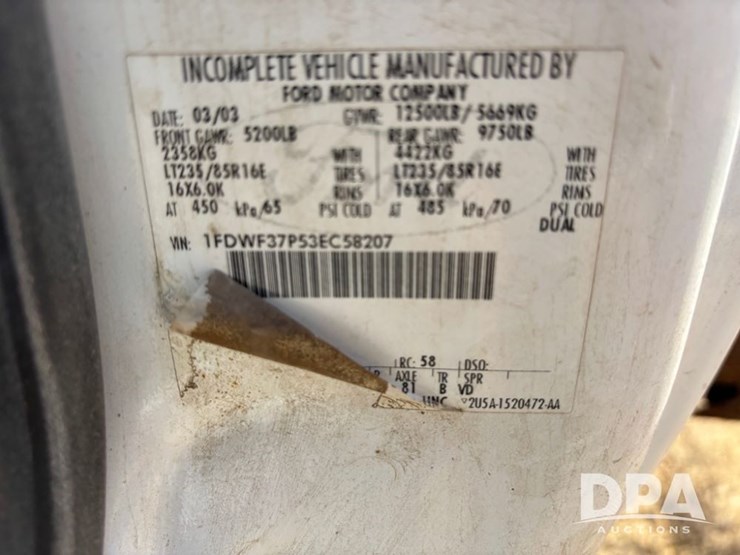 INCOMPLETE VEHICLE MANUFACTURED BY
FORD MOTOR COMPANY
DATE: 03/03 GVWR: 12500LB/5669KG
FRONT GAWR: 5200LB REAR GAWR: 9750LB
2358KG WITH 4422KG WITH
LT235/85R16E TIRES LT235/85R16E TIRES
16X6.0K RIMS 16X6.0K RIMS
AT 450 kPa/65 PSI COLD AT 485 kPa/70 PSI COLD
DUAL
VIN: 1FDWF37P53EC58207
RC: 58 DSO:
AXLE TR SPR
81 B VD
2U5A-1520472-AA
DPA
AUCTIONS